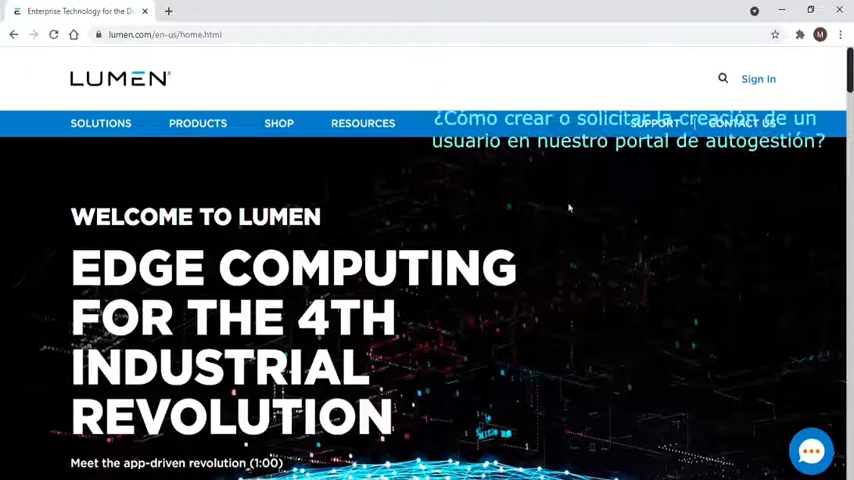 Enterprise Technology for the De
lumen.com/en-us/home.html
M
LUMEN®
Sign In
SOLUTIONS
PRODUCTS
SHOP
RESOURCES
SUPPORT
CONTACT US
¿Cómo crear o solicitar la creación de un
usuario en nuestro portal de autogestión?
WELCOME TO LUMEN
EDGE COMPUTING
FOR THE 4TH
INDUSTRIAL
REVOLUTION
Meet the app-driven revolution (1:00)